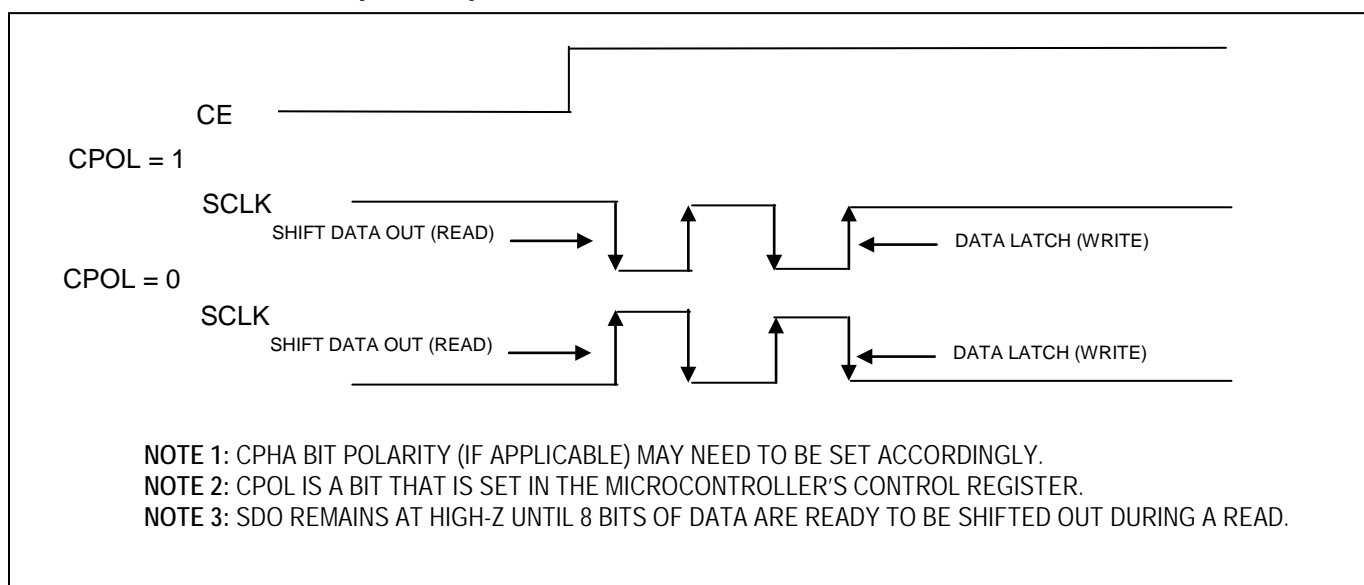 CE
CPOL = 1
SCLK
SHIFT DATA OUT (READ)
DATA LATCH (WRITE)
CPOL = 0
SCLK
SHIFT DATA OUT (READ)
DATA LATCH (WRITE)
NOTE 1: CPHA BIT POLARITY (IF APPLICABLE) MAY NEED TO BE SET ACCORDINGLY.
NOTE 2: CPOL IS A BIT THAT IS SET IN THE MICROCONTROLLER'S CONTROL REGISTER.
NOTE 3: SDO REMAINS AT HIGH-Z UNTIL 8 BITS OF DATA ARE READY TO BE SHIFTED OUT DURING A READ.